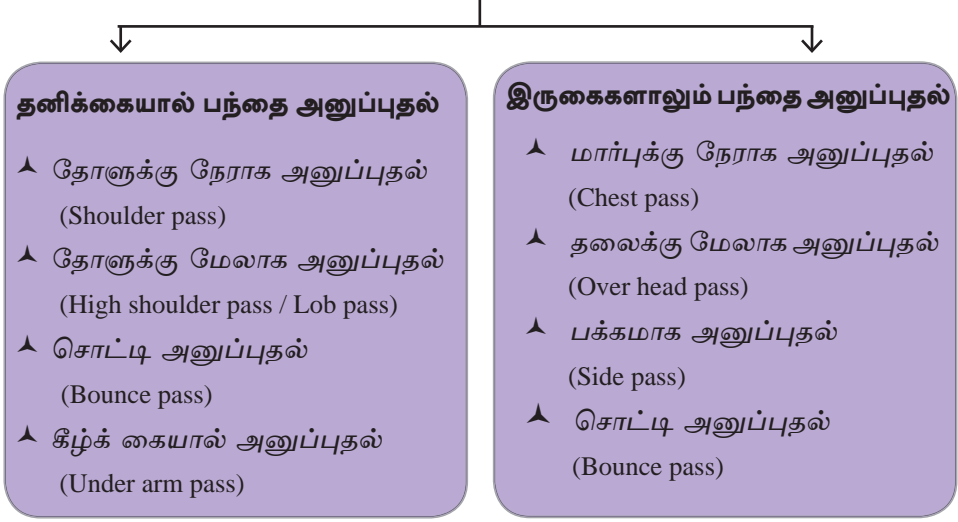 தனிக்கையால் பந்தை அனுப்புதல்
தோளுக்கு நேராக அனுப்புதல்
(Shoulder pass)
தோளுக்கு மேலாக அனுப்புதல்
(High shoulder pass / Lob pass)
சொட்டி அனுப்புதல்
(Bounce pass)
கீழ்க் கையால் அனுப்புதல்
(Under arm pass)
இருகைகளாலும் பந்தை அனுப்புதல்
மார்புக்கு நேராக அனுப்புதல்
(Chest pass)
தலைக்கு மேலாக அனுப்புதல்
(Over head pass)
பக்கமாக அனுப்புதல்
(Side pass)
சொட்டி அனுப்புதல்
(Bounce pass)